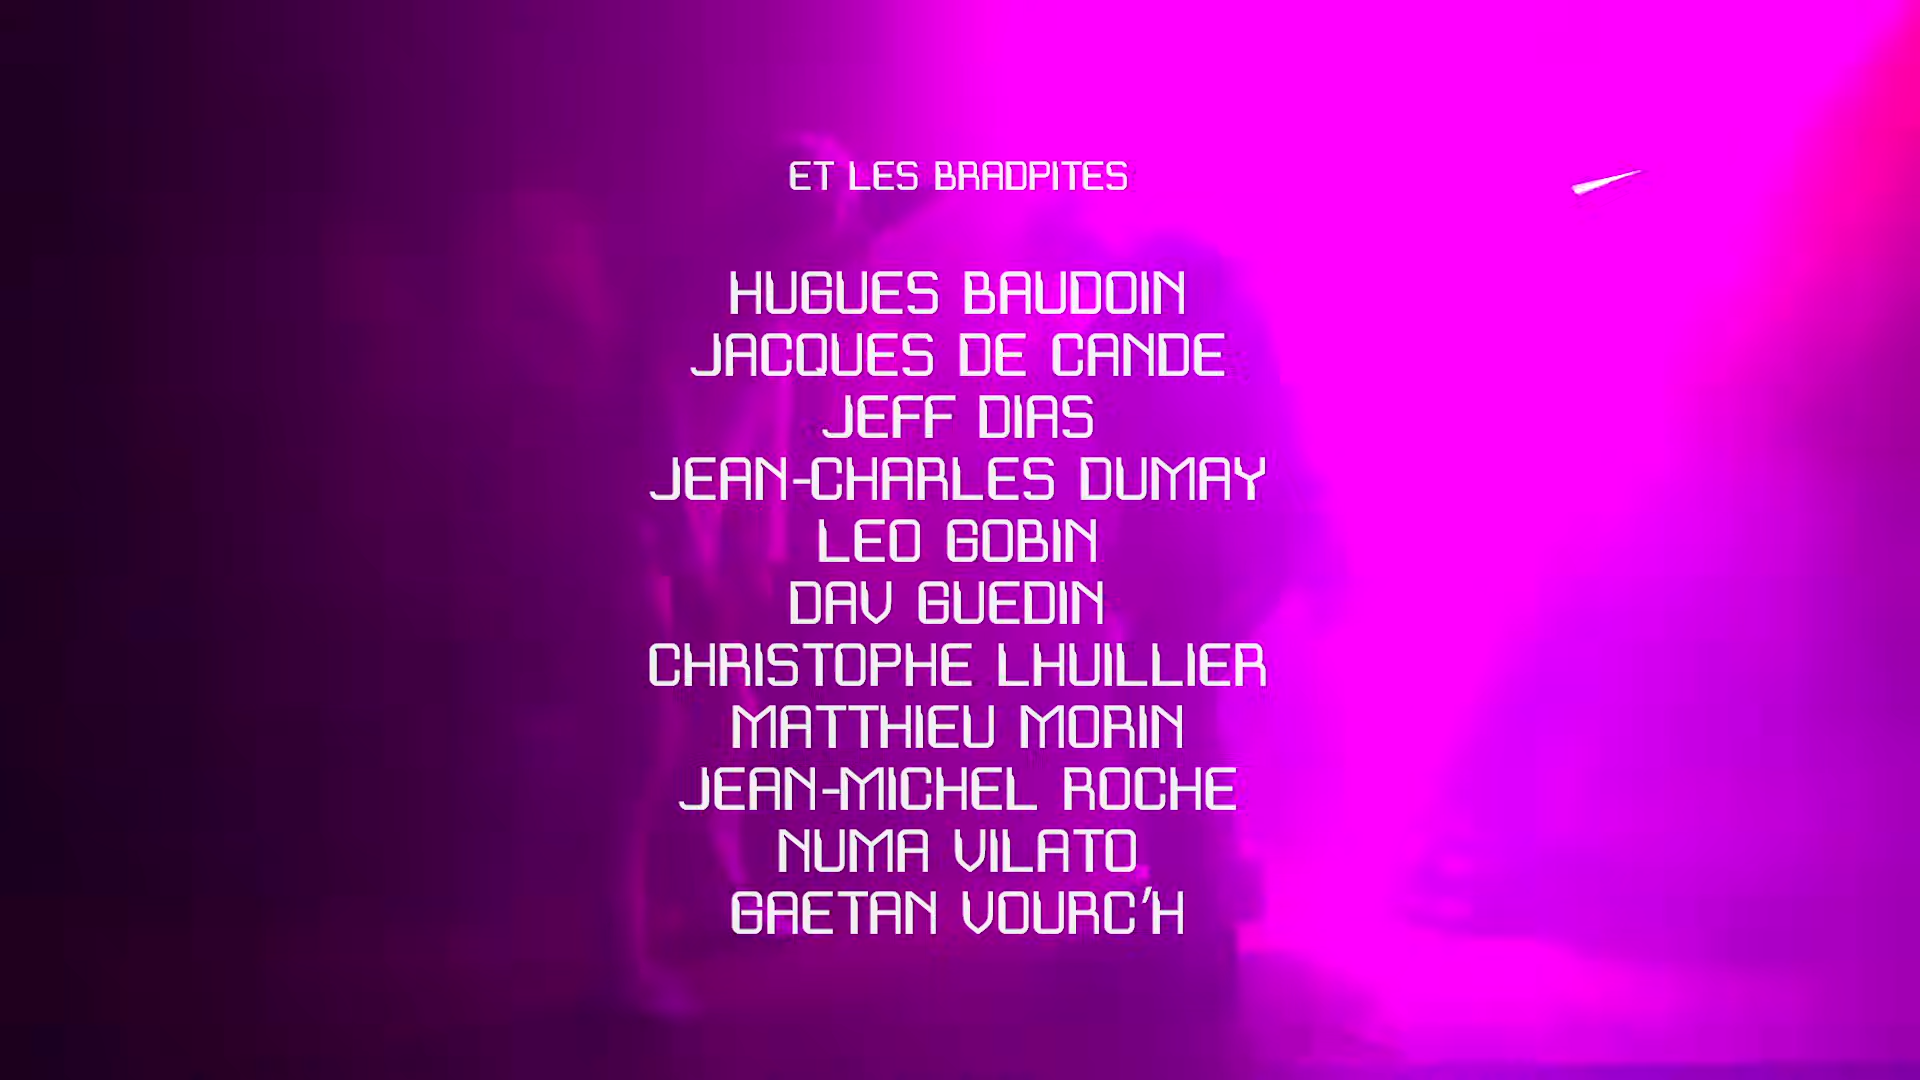 ET LES BRADPITES
HUGUES BAUDOIN
JACQUES DE CANDE
JEFF DIAS
JEAN-CHARLES DUMAY
LEO GOBIN
DAV GUEDIN
CHRISTOPHE LHUILLIER
MATTHIEU MORIN
JEAN-MICHEL ROCHE
NUMA VILATO
GAETAN VOURC'H